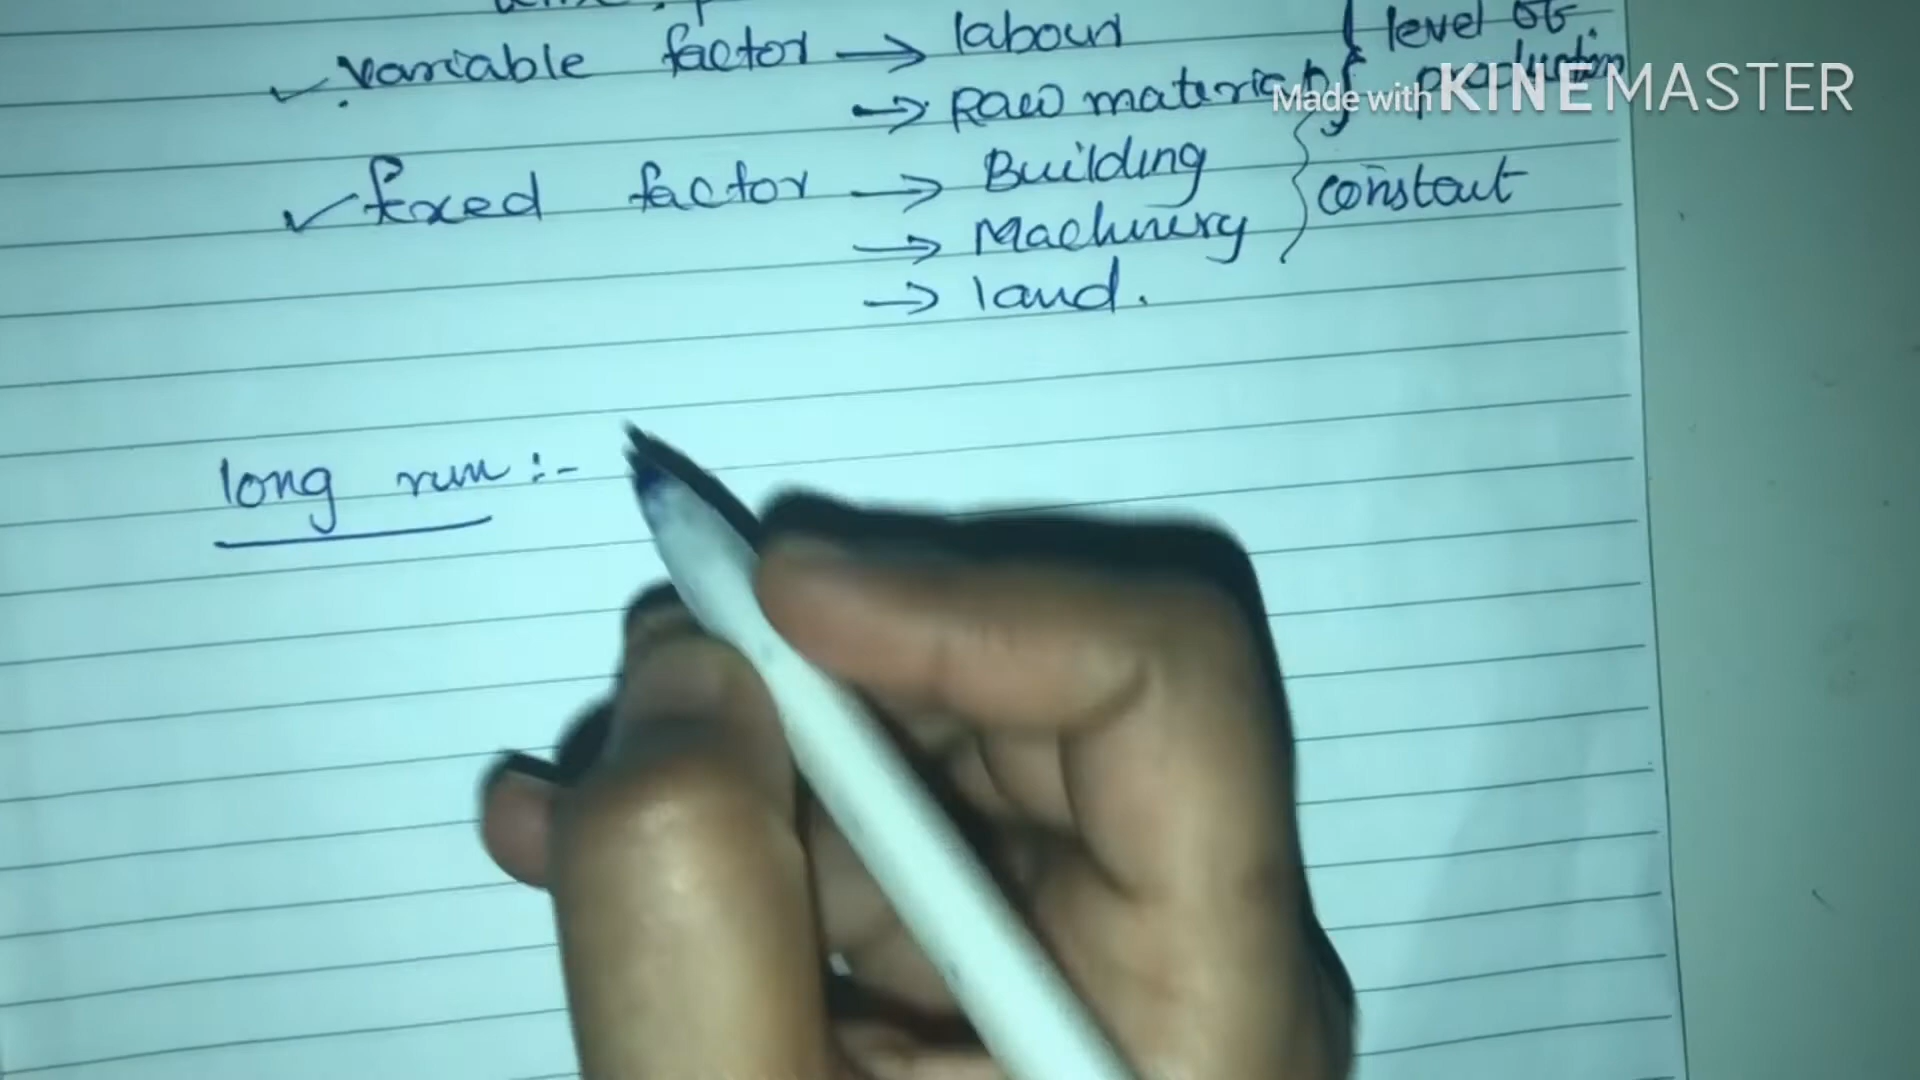 variable factor → labour level of
→ Raw material production
Made with KINEMASTER
✓ fixed factor → Building
→ Machinery constant
→ land.
long run :-